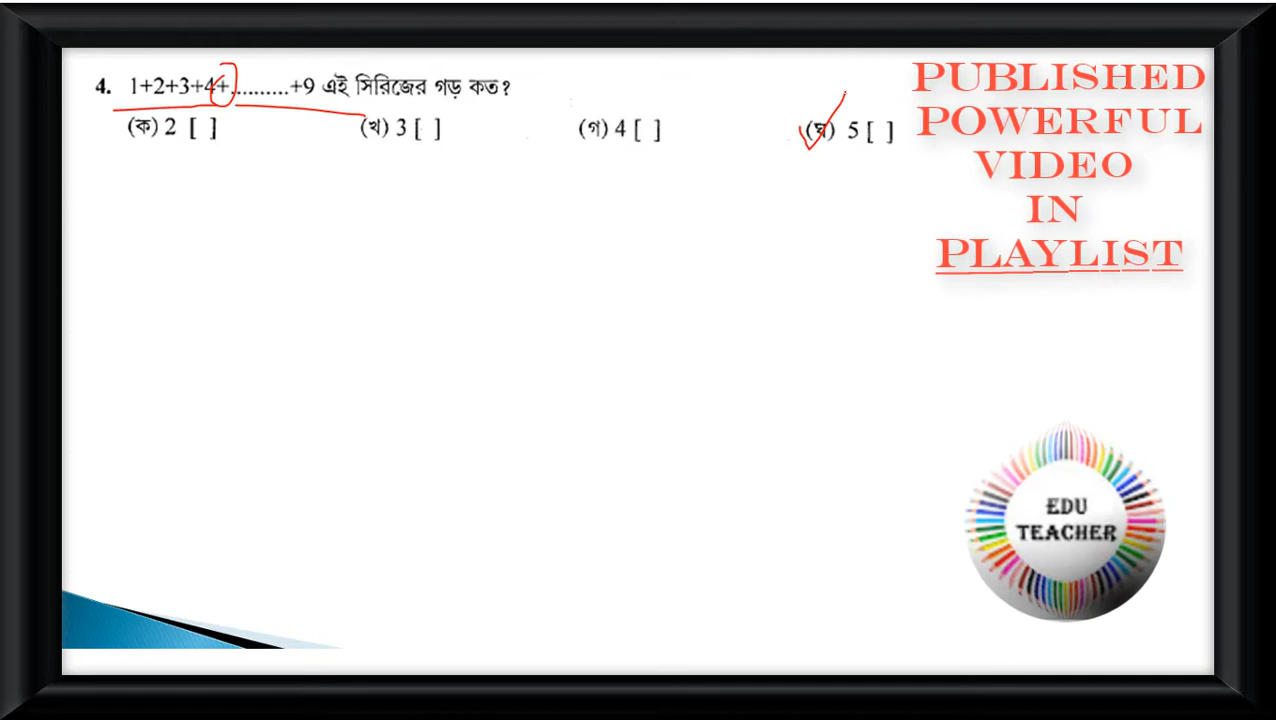 4. 1+2+3+4+..........+9 এই সিরিজের গড় কত?
(ক) 2 [ ] (খ) 3 [ ] (গ) 4 [ ] (ঘ) 5 [ ]
PUBLISHED
POWERFUL
VIDEO
IN
PLAYLIST
EDU
TEACHER